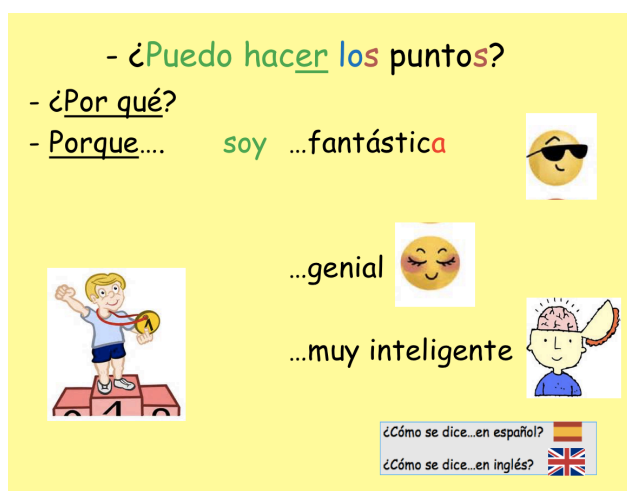 - ¿Puedo hacer los puntos?
- ¿Por qué?
- Porque.... soy ...fantástica
...genial
...muy inteligente
1
¿Cómo se dice...en español?
¿Cómo se dice...en inglés?